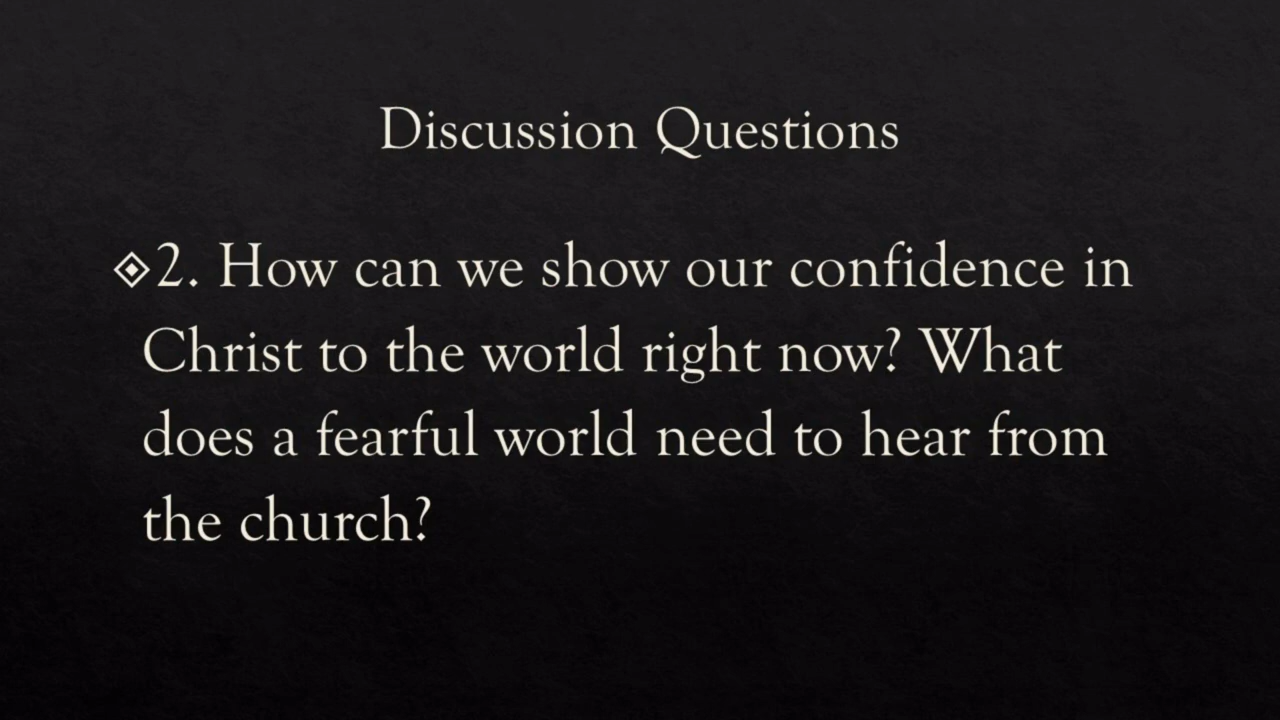 Discussion Questions
2. How can we show our confidence in
Christ to the world right now? What
does a fearful world need to hear from
the church?